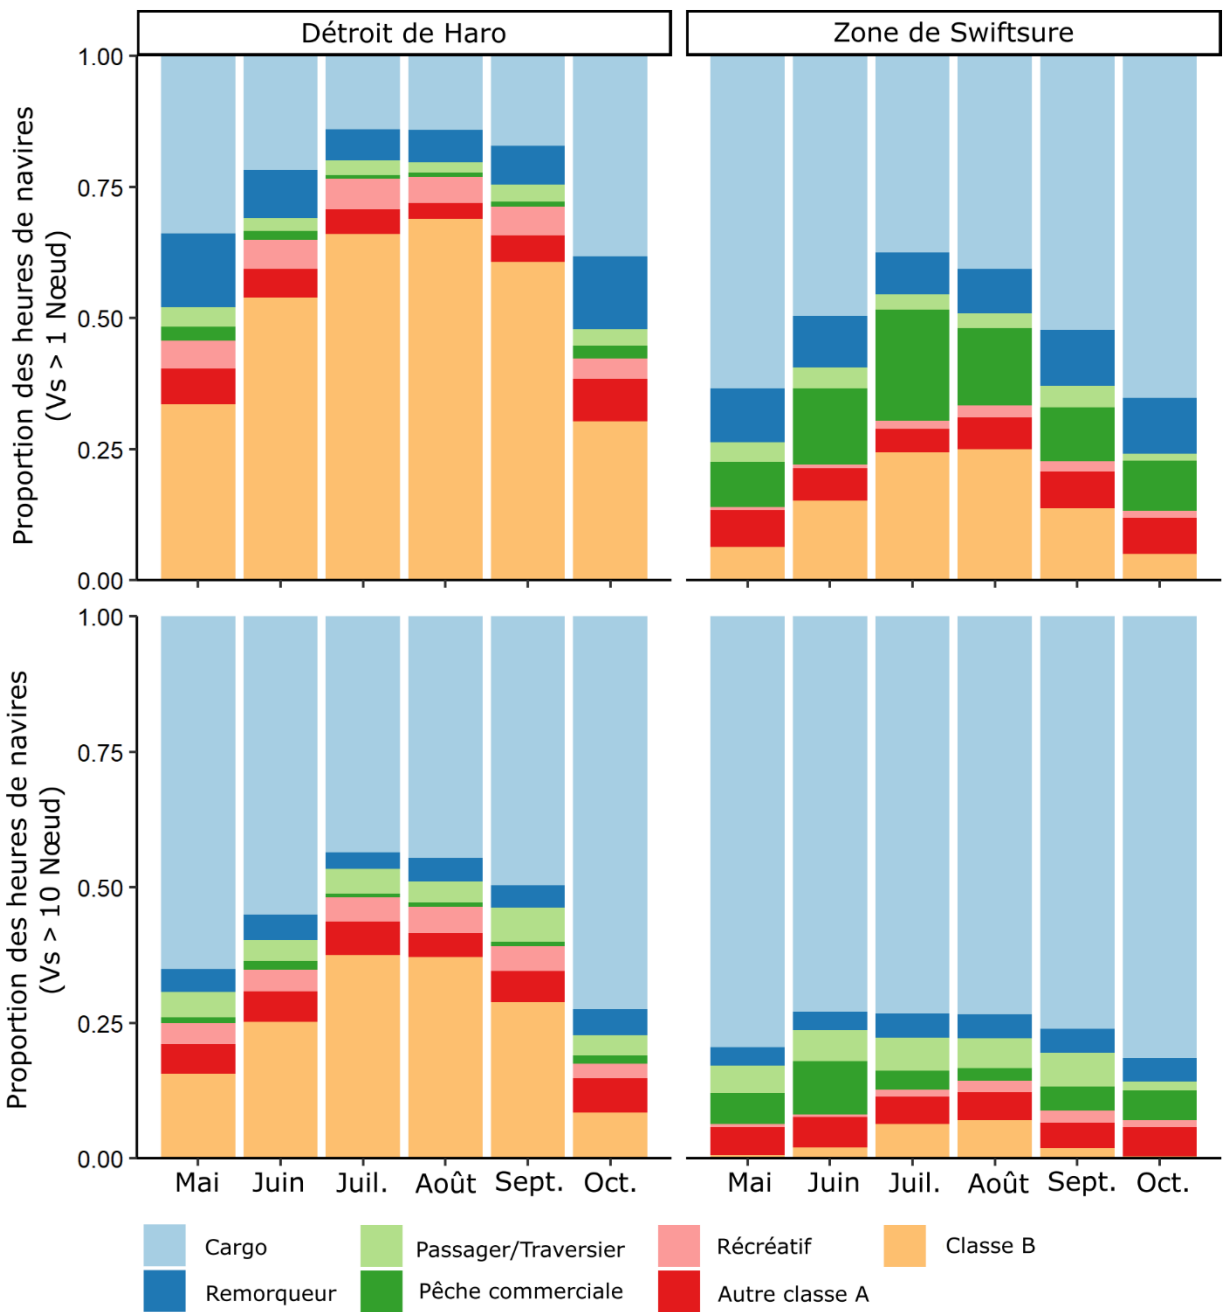 Détroit de Haro
Zone de Swiftsure
Proportion des heures de navires
(Vs > 1 Nœud)
1.00
0.75
0.50
0.25
0.00
Proportion des heures de navires
(Vs > 10 Nœud)
1.00
0.75
0.50
0.25
0.00
Mai Juin Juil. Août Sept. Oct.
Mai Juin Juil. Août Sept. Oct.
Cargo Passager/Traversier Récréatif Classe B
Remorqueur Pêche commerciale Autre classe A